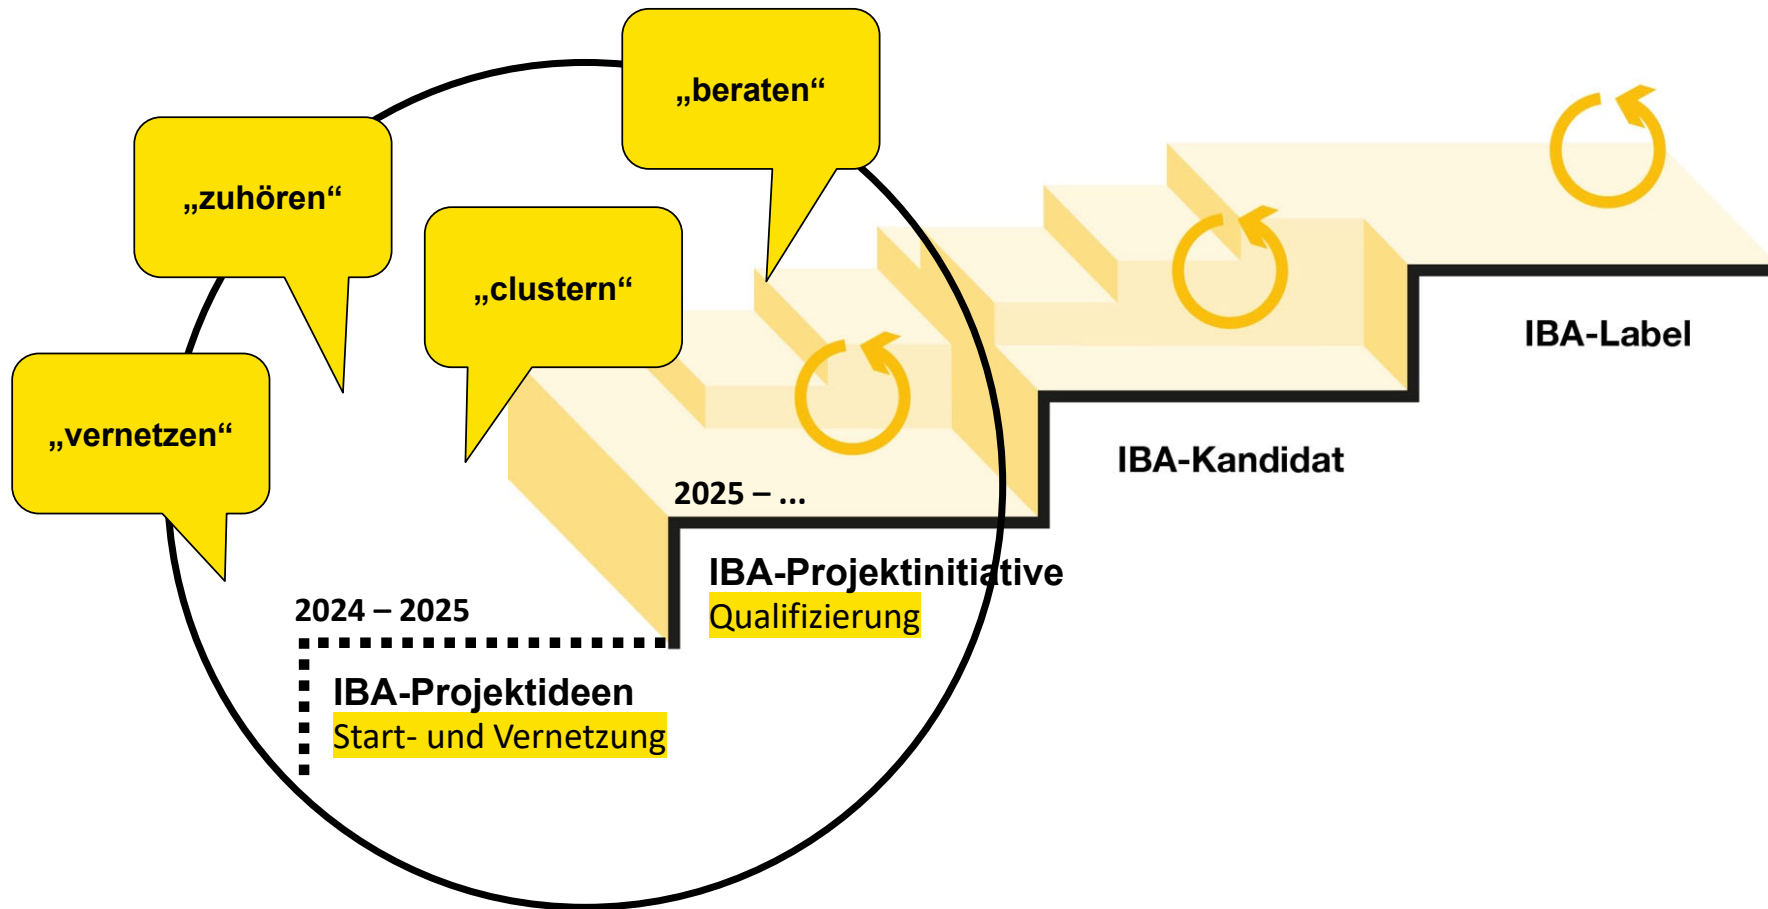 „beraten“
„zuhören“
„clustern“
„vernetzen“
IBA-Label
IBA-Kandidat
2025 – ...
IBA-Projektinitiative
Qualifizierung
2024 – 2025
IBA-Projektideen
Start- und Vernetzung